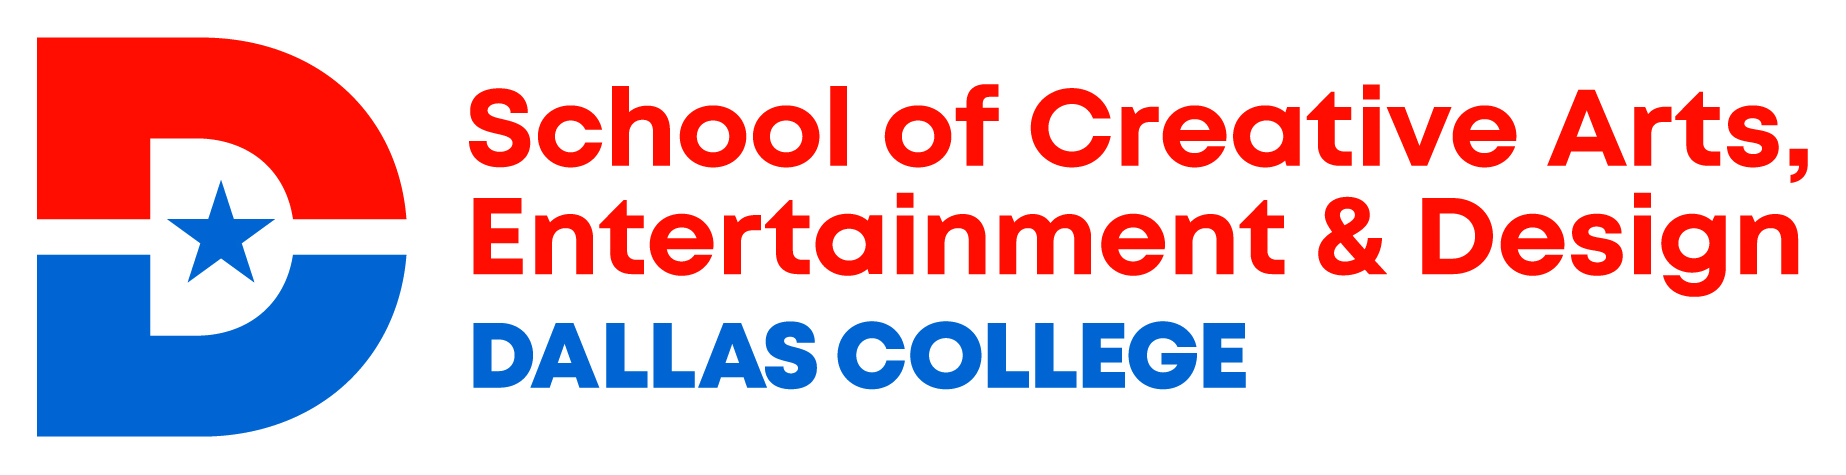 School of Creative Arts,
Entertainment & Design
DALLAS COLLEGE